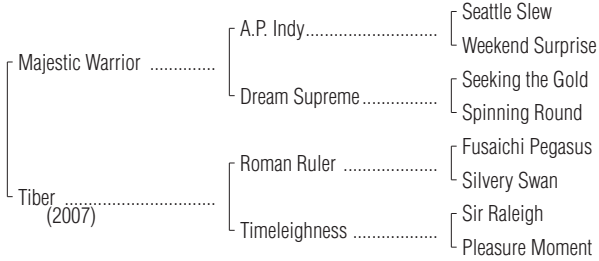 Seattle Slew
A.P. Indy
Weekend Surprise
Majestic Warrior
Seeking the Gold
Dream Supreme
Spinning Round
Fusaichi Pegasus
Roman Ruler
Silvery Swan
Tiber
(2007)
Sir Raleigh
Timeleighness
Pleasure Moment